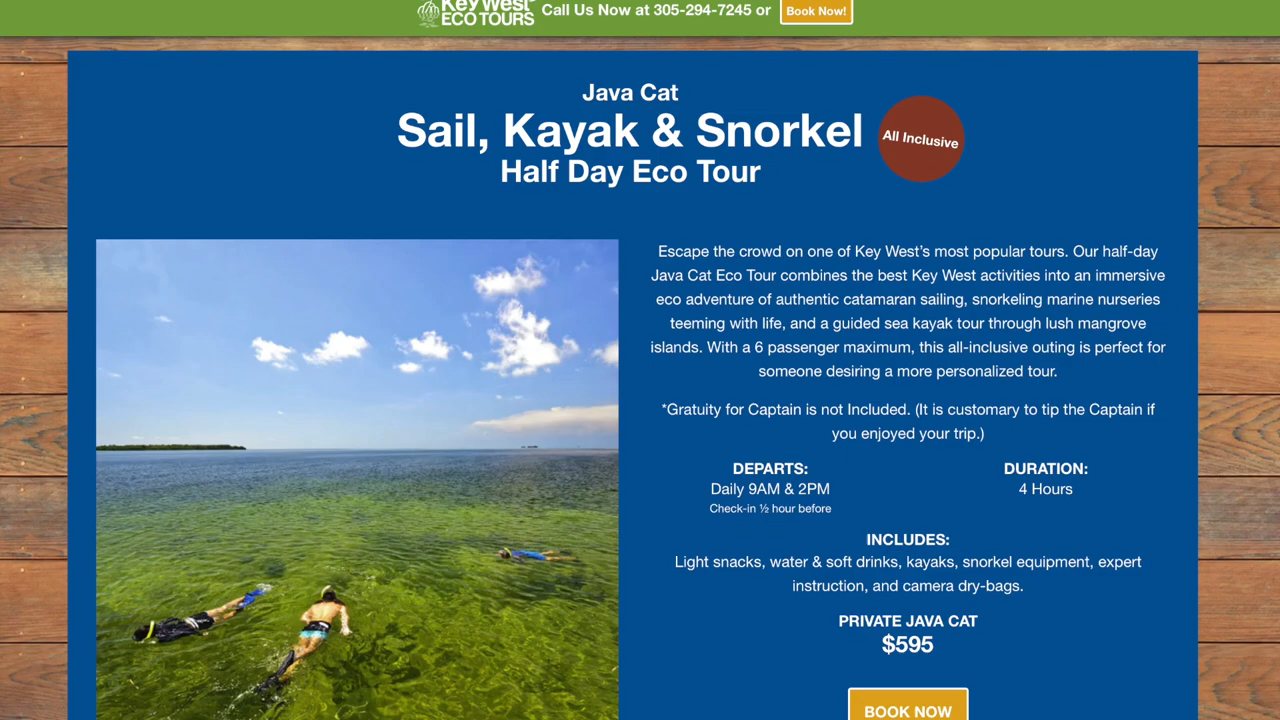 Key West
ECO TOURS
Call Us Now at 305-294-7245 or
Book Now!
Java Cat
Sail, Kayak & Snorkel
All Inclusive
Half Day Eco Tour
Escape the crowd on one of Key West’s most popular tours. Our half-day
Java Cat Eco Tour combines the best Key West activities into an immersive
eco adventure of authentic catamaran sailing, snorkeling marine nurseries
teeming with life, and a guided sea kayak tour through lush mangrove
islands. With a 6 passenger maximum, this all-inclusive outing is perfect for
someone desiring a more personalized tour.
*Gratuity for Captain is not Included. (It is customary to tip the Captain if
you enjoyed your trip.)
DEPARTS:
Daily 9AM & 2PM
Check-in ½ hour before
DURATION:
4 Hours
INCLUDES:
Light snacks, water & soft drinks, kayaks, snorkel equipment, expert
instruction, and camera dry-bags.
PRIVATE JAVA CAT
$595
BOOK NOW